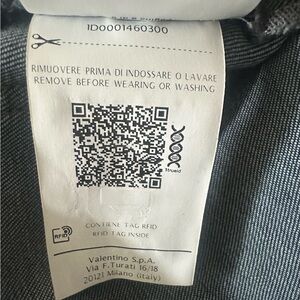 ID0001460300
RIMUOVERE PRIMA DI INDOSSARE O LAVARE
REMOVE BEFORE WEARING OR WASHING
1trueid
RFID
CONTIENE TAG RFID
RFID TAG INSIDE
Valentino S.p.A.
Via F.Turati 16/18
20121 Milano (Italy)